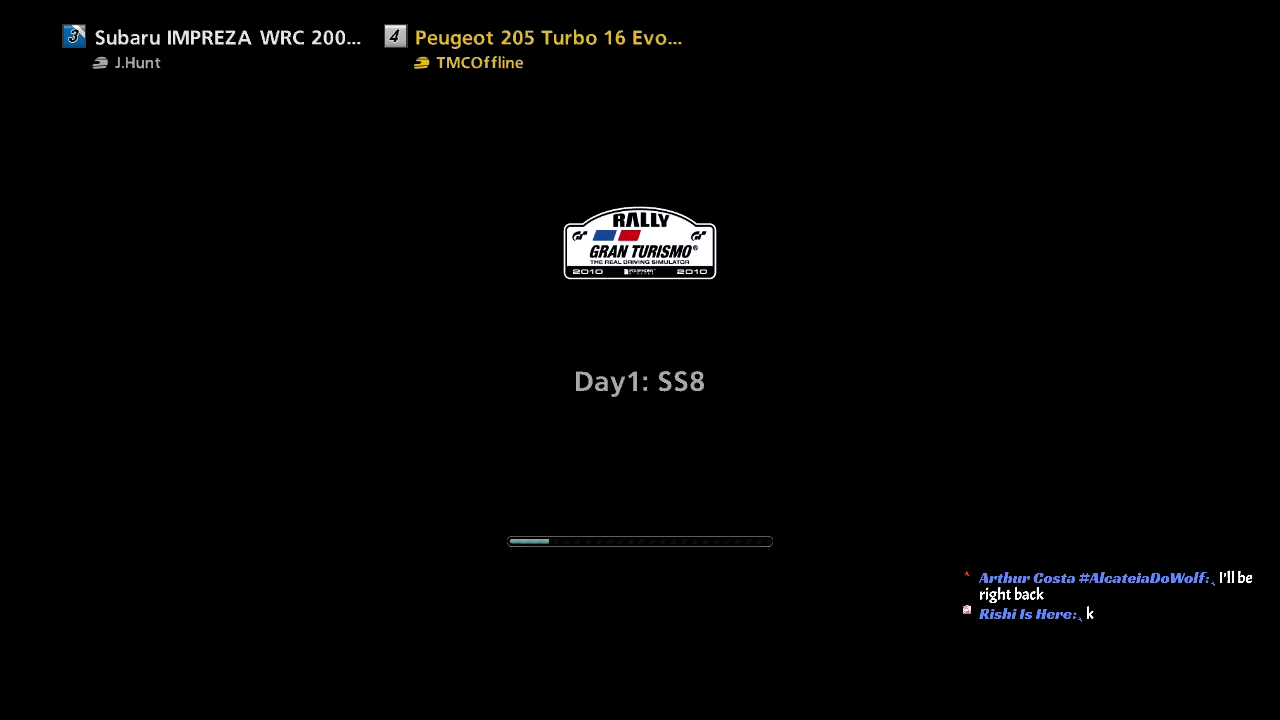 3 Subaru IMPREZA WRC 200... 4 Peugeot 205 Turbo 16 Evo...
J.Hunt TMCOffline
RALLY
GRAN TURISMO®
THE REAL DRIVING SIMULATOR
2010 2010
Day1: SS8
Arthur Costa #AlcateiaDoWolf: I'll be
right back
Rishi Is Here: k